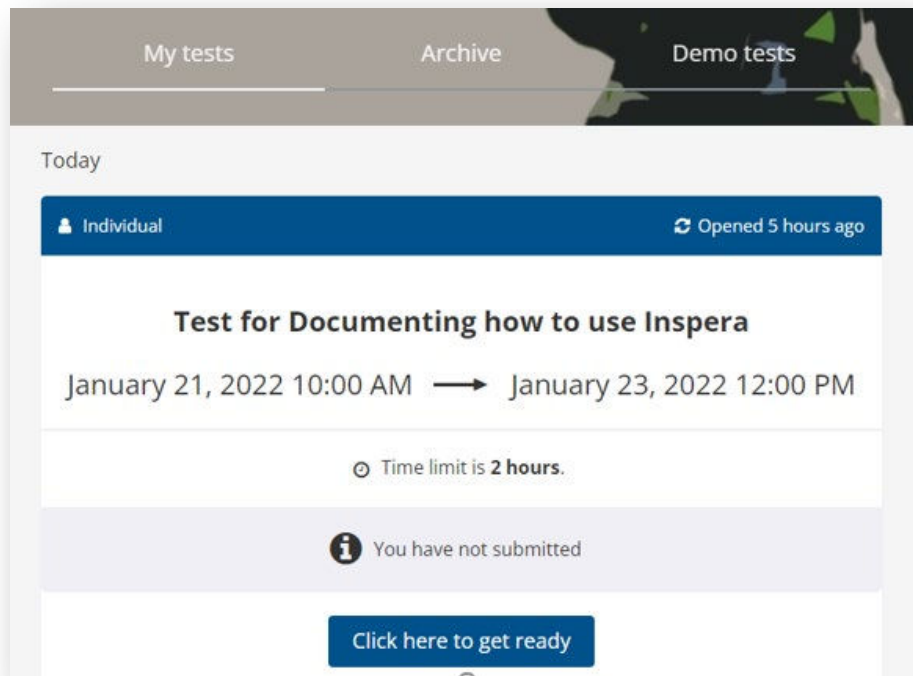 My tests Archive Demo tests
Today
Individual Opened 5 hours ago
Test for Documenting how to use Inspera
January 21, 2022 10:00 AM → January 23, 2022 12:00 PM
Time limit is 2 hours.
You have not submitted
Click here to get ready